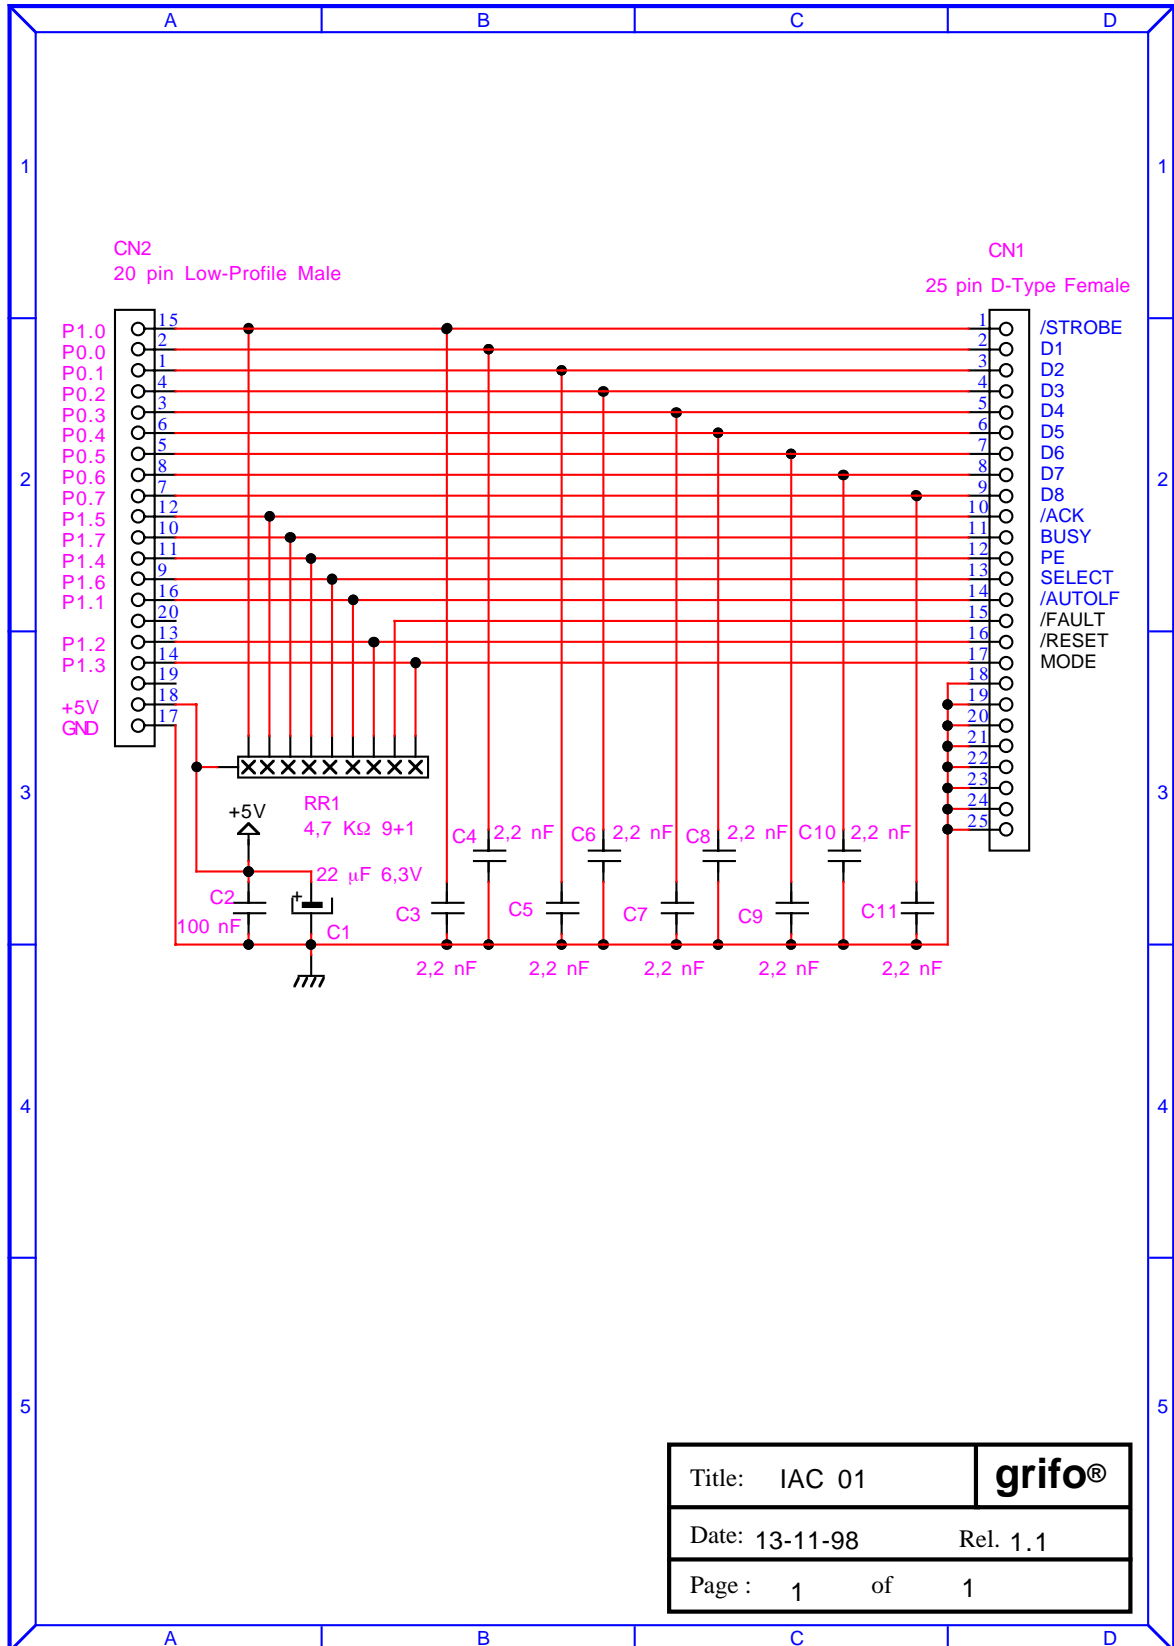 A B C D
1 1
CN2
20 pin Low-Profile Male
CN1
25 pin D-Type Female
P1.0 15 1 /STROBE
P0.0 2 2 D1
P0.1 1 3 D2
P0.2 4 4 D3
P0.3 3 5 D4
P0.4 6 6 D5
P0.5 5 7 D6
P0.6 8 8 D7
2 2
P0.7 7 9 D8
P1.5 12 10 /ACK
P1.7 10 11 BUSY
P1.4 11 12 PE
P1.6 9 13 SELECT
P1.1 16 14 /AUTOLF
20 15 /FAULT
P1.2 13 16 /RESET
P1.3 14 17 MODE
19 18
+5V 18 19
GND 17 20
21
22
23
24
25
3 3
RR1
4,7 KΩ 9+1
+5V
C4 2,2 nF C6 2,2 nF C8 2,2 nF C10 2,2 nF
22 µF 6,3V
C2
100 nF
+
C1
C3 C5 C7 C9 C11
2,2 nF 2,2 nF 2,2 nF 2,2 nF 2,2 nF
4 4
5 5
Title: IAC 01 grifo®
Date: 13-11-98 Rel. 1.1
Page : 1 of 1
A B C D